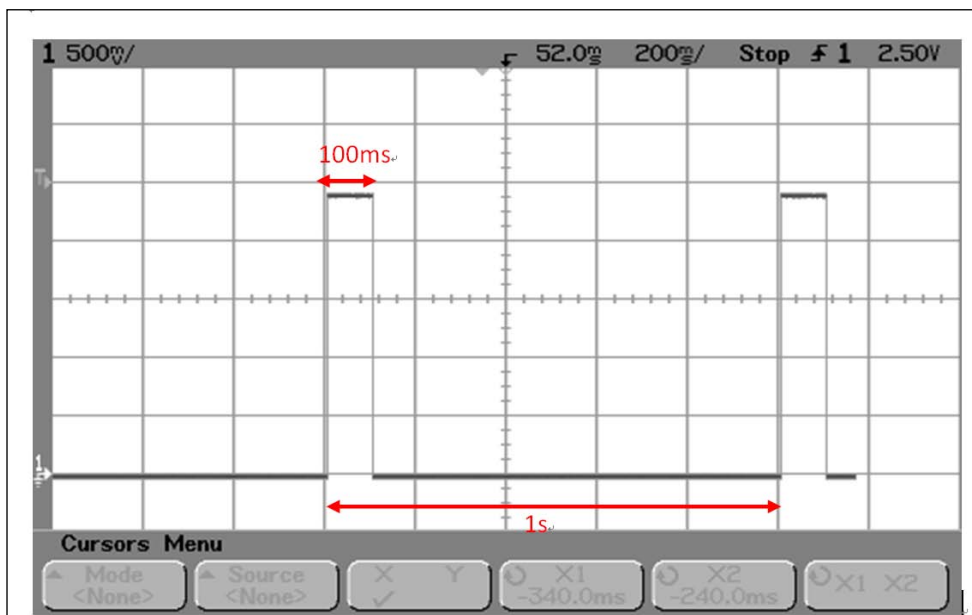 1 500mV/ 52.0ms 200ms/ Stop 1 2.50V
100ms
T
1
1s
Cursors Menu
Mode Source X Y X1 X2 X1 X2
<None> <None> -340.0ms -240.0ms